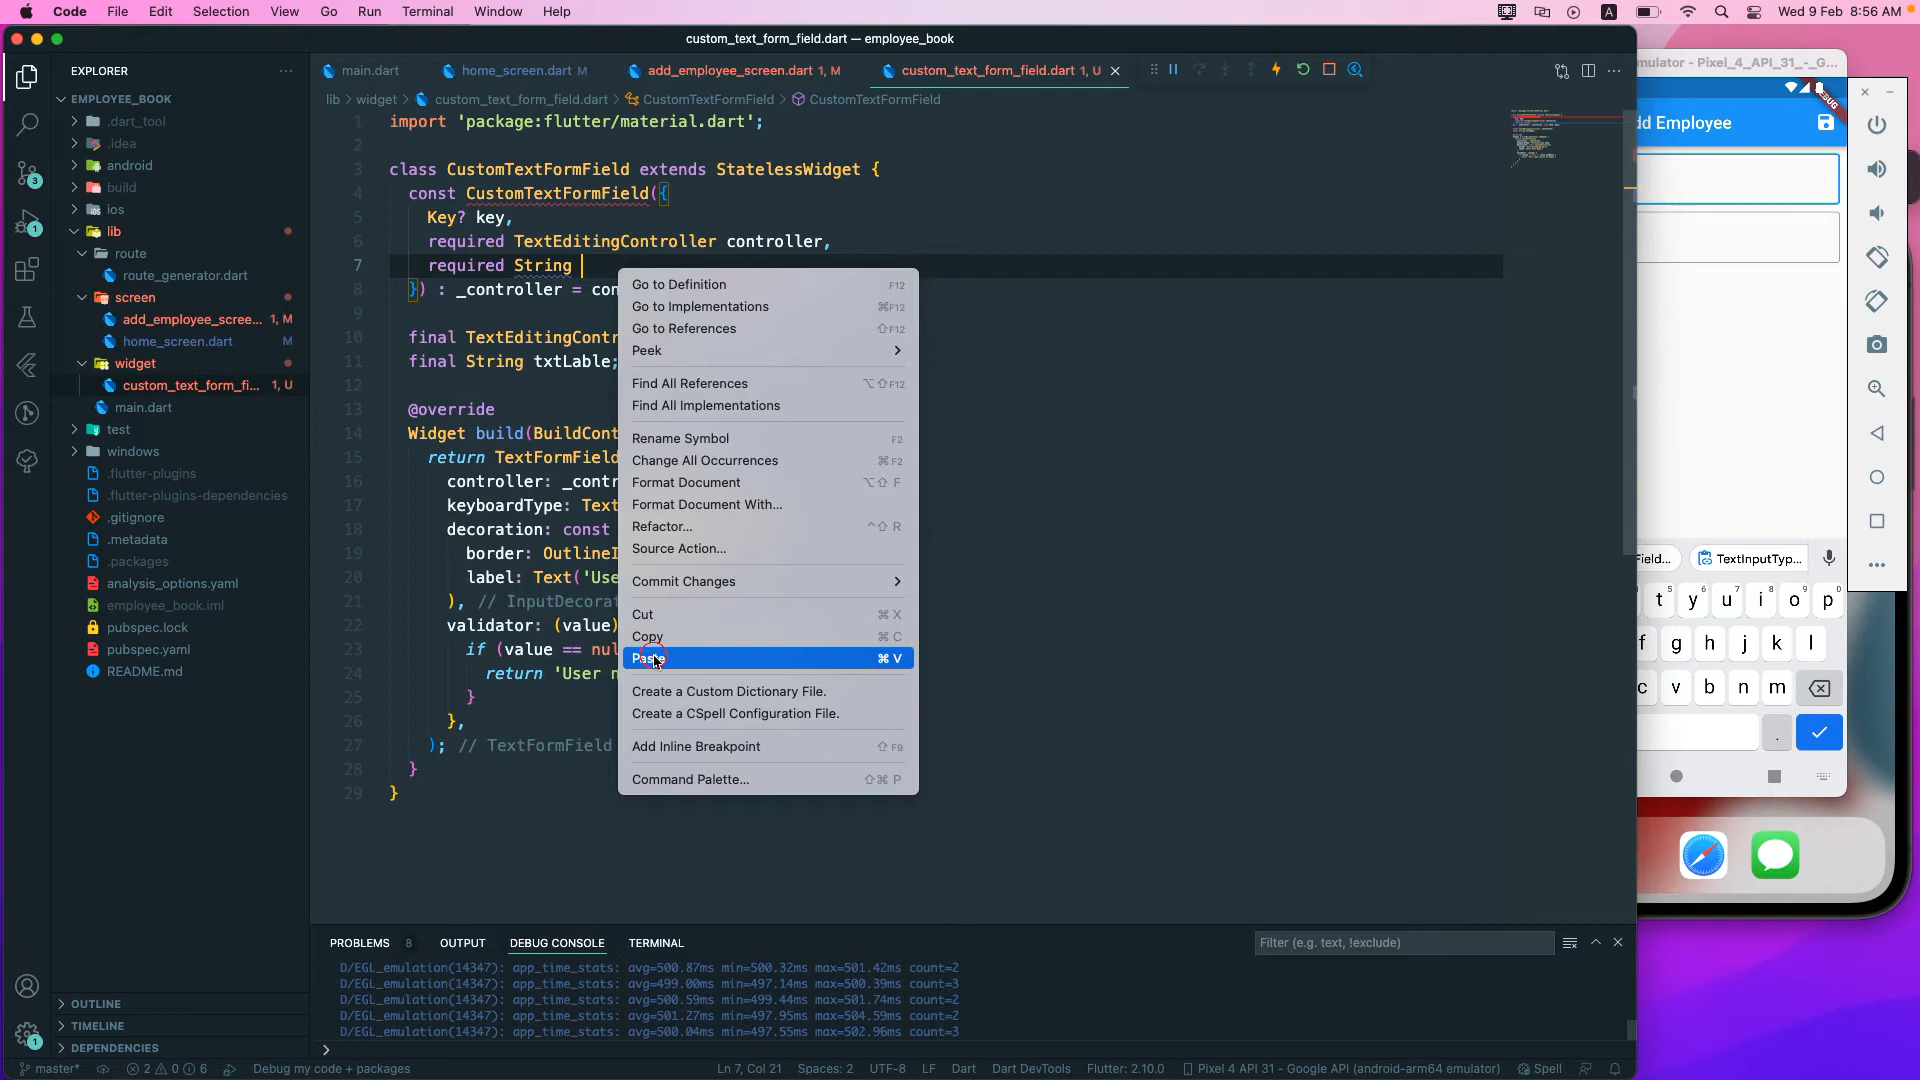 Code File Edit Selection View Go Run Terminal Window Help
A
Wed 9 Feb 8:56 AM
custom_text_form_field.dart — employee_book
EXPLORER
EMPLOYEE_BOOK
.dart_tool
.idea
android
build
ios
lib
route
route_generator.dart
screen
add_employee_scree... 1, M
home_screen.dart M
widget
custom_text_form_fi... 1, U
main.dart
test
windows
.flutter-plugins
.flutter-plugins-dependencies
.gitignore
.metadata
.packages
analysis_options.yaml
employee_book.iml
pubspec.lock
pubspec.yaml
README.md
OUTLINE
TIMELINE
DEPENDENCIES
3
1
1
main.dart
home_screen.dart M
add_employee_screen.dart 1, M
custom_text_form_field.dart 1, U
lib > widget > custom_text_form_field.dart > CustomTextFormField > CustomTextFormField
1 import 'package:flutter/material.dart';
2
3 class CustomTextFormField extends StatelessWidget {
4 const CustomTextFormField({
5 Key? key,
6 required TextEditingController controller,
7 required String
8 }) : _controller = con
9
10 final TextEditingContr
11 final String txtLable;
12
13 @override
14 Widget build(BuildCont
15 return TextFormField
16 controller: _contr
17 keyboardType: Text
18 decoration: const
19 border: OutlineI
20 label: Text('Use
21 ), // InputDecorat
22 validator: (value)
23 if (value == nul
24 return 'User n
25 }
26 },
27 ); // TextFormField
28 }
29 }
Go to Definition F12
Go to Implementations ⌘F12
Go to References ⇧F12
Peek
Find All References ⌥⇧F12
Find All Implementations
Rename Symbol F2
Change All Occurrences ⌘F2
Format Document ⌥⇧ F
Format Document With...
Refactor... ^⇧ R
Source Action...
Commit Changes
Cut ⌘ X
Copy ⌘ C
Paste ⌘ V
Create a Custom Dictionary File.
Create a CSpell Configuration File.
Add Inline Breakpoint ⇧F9
Command Palette... ⇧⌘ P
PROBLEMS 8 OUTPUT DEBUG CONSOLE TERMINAL
Filter (e.g. text, !exclude)
D/EGL_emulation(14347): app_time_stats: avg=500.87ms min=500.32ms max=501.42ms count=2
D/EGL_emulation(14347): app_time_stats: avg=499.00ms min=497.14ms max=500.39ms count=3
D/EGL_emulation(14347): app_time_stats: avg=500.59ms min=499.44ms max=501.74ms count=2
D/EGL_emulation(14347): app_time_stats: avg=501.27ms min=497.95ms max=504.59ms count=2
D/EGL_emulation(14347): app_time_stats: avg=500.04ms min=497.55ms max=502.96ms count=3
master* 2 0 6 Debug my code + packages
Ln 7, Col 21 Spaces: 2 UTF-8 LF Dart Dart DevTools Flutter: 2.10.0 Pixel 4 API 31 - Google API (android-arm64 emulator) Spell
mulator - Pixel_4_API_31_-_G...
DEBUG
dd Employee
Field... TextInputTyp...
t 5 y 6 u 7 i 8 o 9 p 0
g h j k l
c v b n m
.